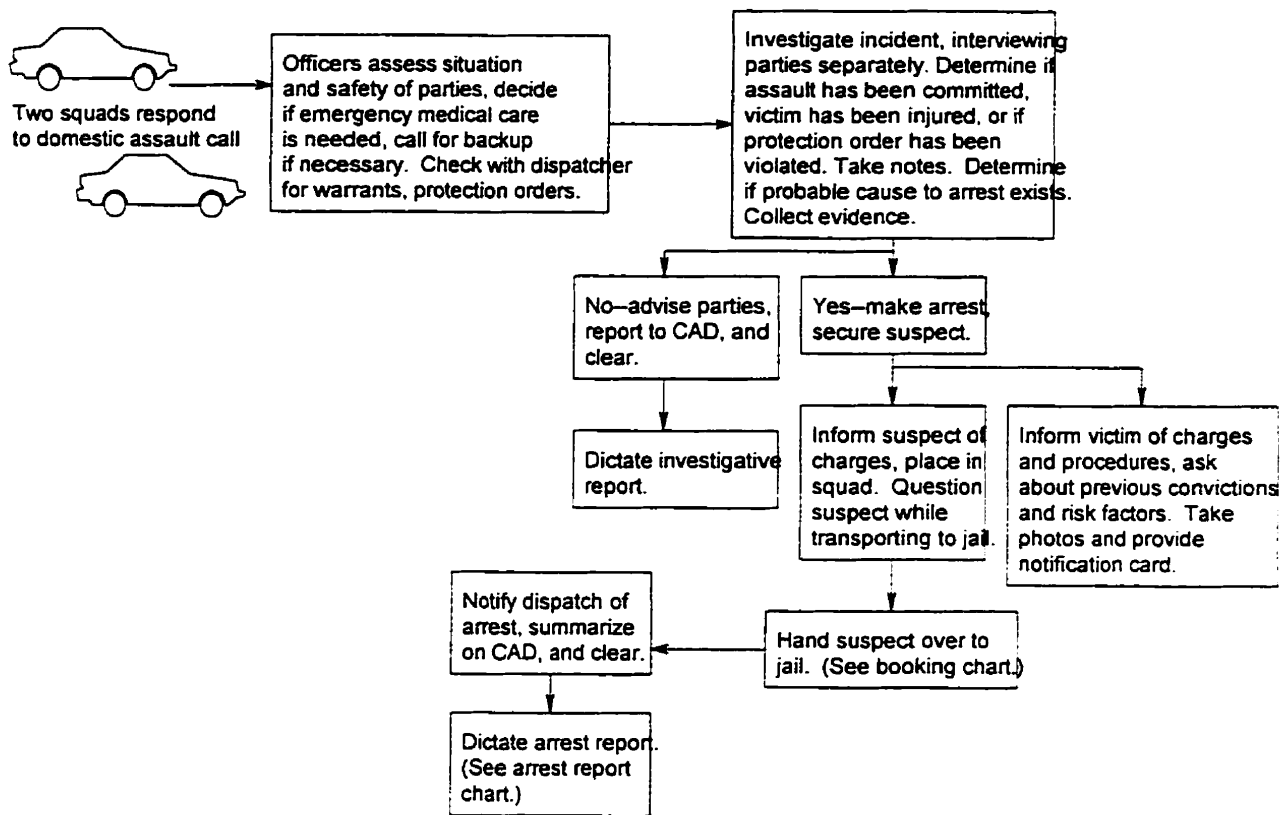 Two squads respond
to domestic assault call
Officers assess situation
and safety of parties, decide
if emergency medical care
is needed, call for backup
if necessary. Check with dispatcher
for warrants, protection orders.
Investigate incident, interviewing
parties separately. Determine if
assault has been committed,
victim has been injured, or if
protection order has been
violated. Take notes. Determine
if probable cause to arrest exists.
Collect evidence.
No–advise parties,
report to CAD, and
clear.
Yes–make arrest,
secure suspect.
Dictate investigative
report.
Inform suspect of
charges, place in
squad. Question
suspect while
transporting to jail.
Inform victim of charges
and procedures, ask
about previous convictions
and risk factors. Take
photos and provide
notification card.
Hand suspect over to
jail. (See booking chart.)
Notify dispatch of
arrest, summarize
on CAD, and clear.
Dictate arrest report.
(See arrest report
chart.)